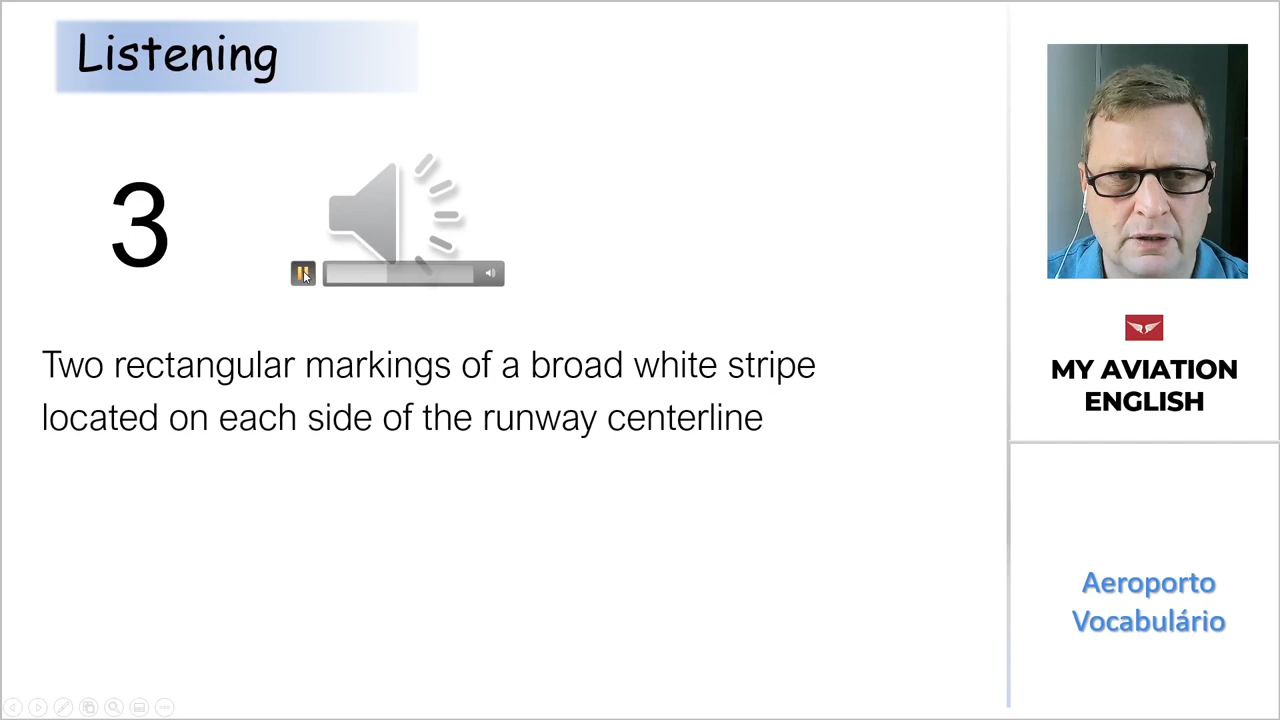 Listening
3
Two rectangular markings of a broad white stripe
located on each side of the runway centerline
MY AVIATION
ENGLISH
Aeroporto
Vocabulário